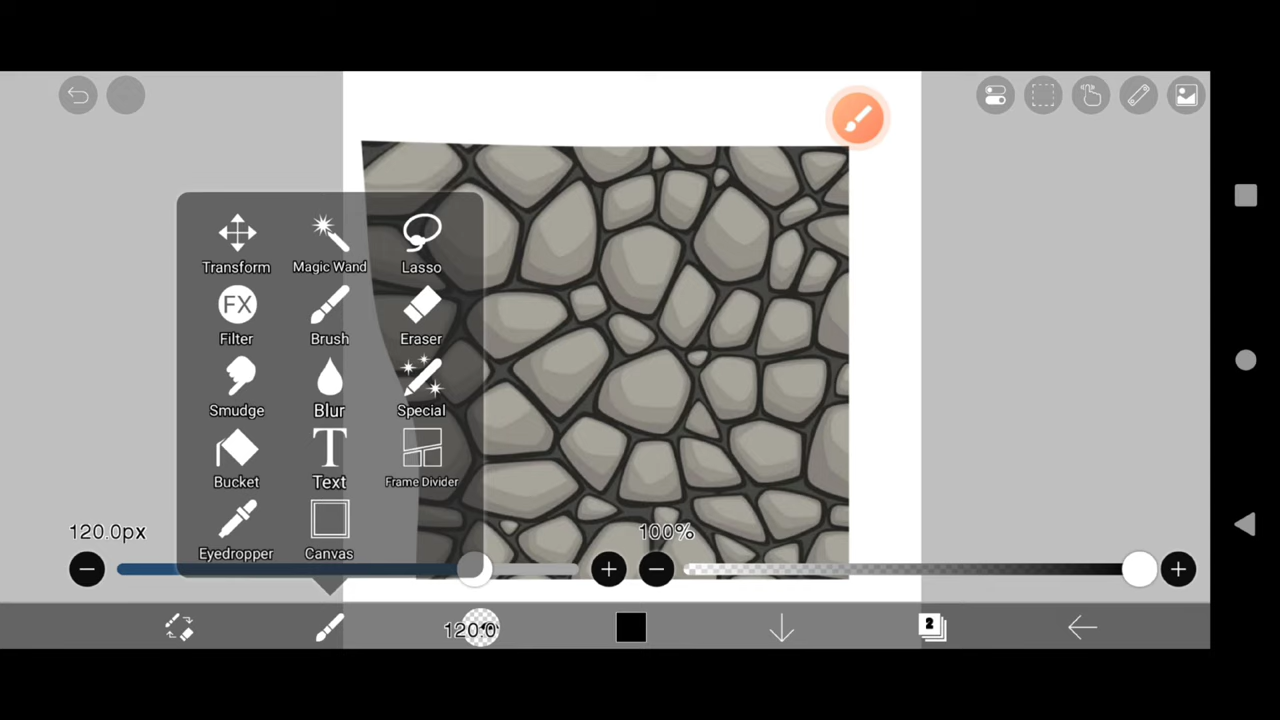 Transform Magic Wand Lasso
FX
Filter Brush Eraser
Smudge Blur Special
T
Bucket Text Frame Divider
120.0px
100%
Eyedropper Canvas
120.0
2